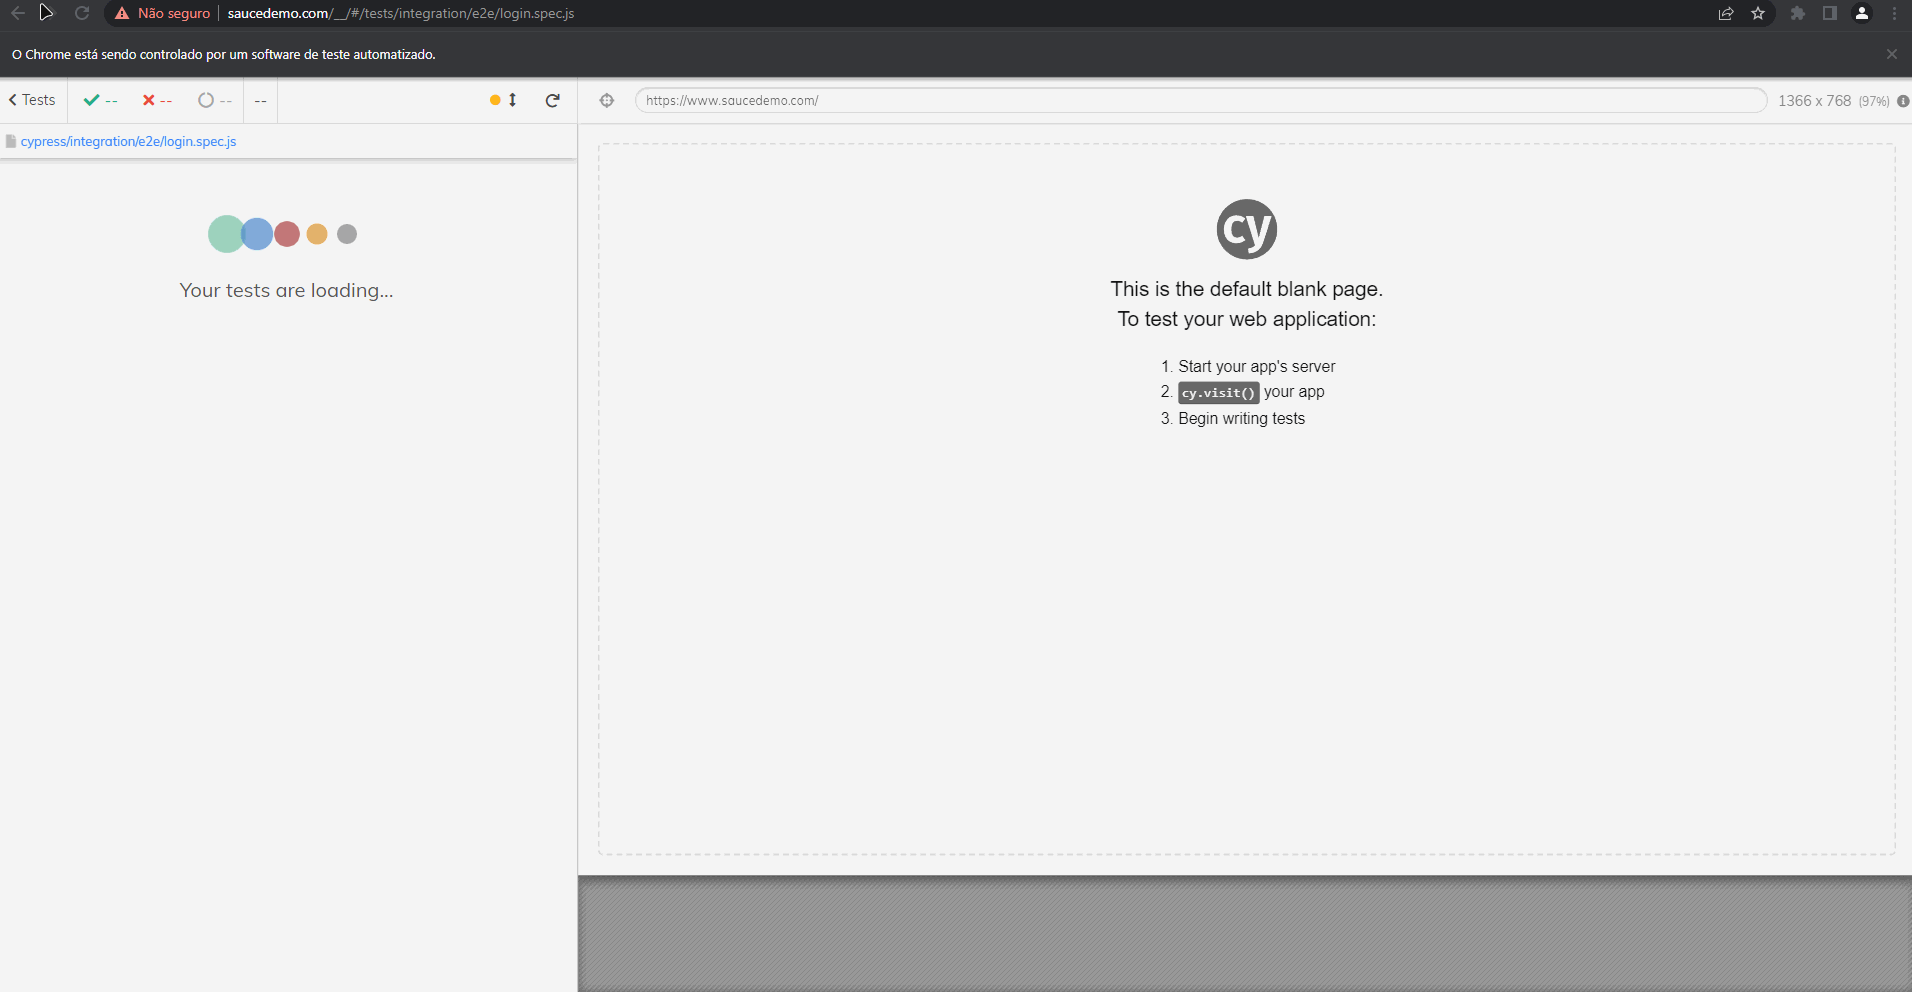 Não seguro saucedemo.com/__/#/tests/integration/e2e/login.spec.js
O Chrome está sendo controlado por um software de teste automatizado.
Tests -- -- -- --
https://www.saucedemo.com/ 1366 x 768 (97%)
cypress/integration/e2e/login.spec.js
Your tests are loading...
cy
This is the default blank page.
To test your web application:
1. Start your app's server
2. cy.visit() your app
3. Begin writing tests